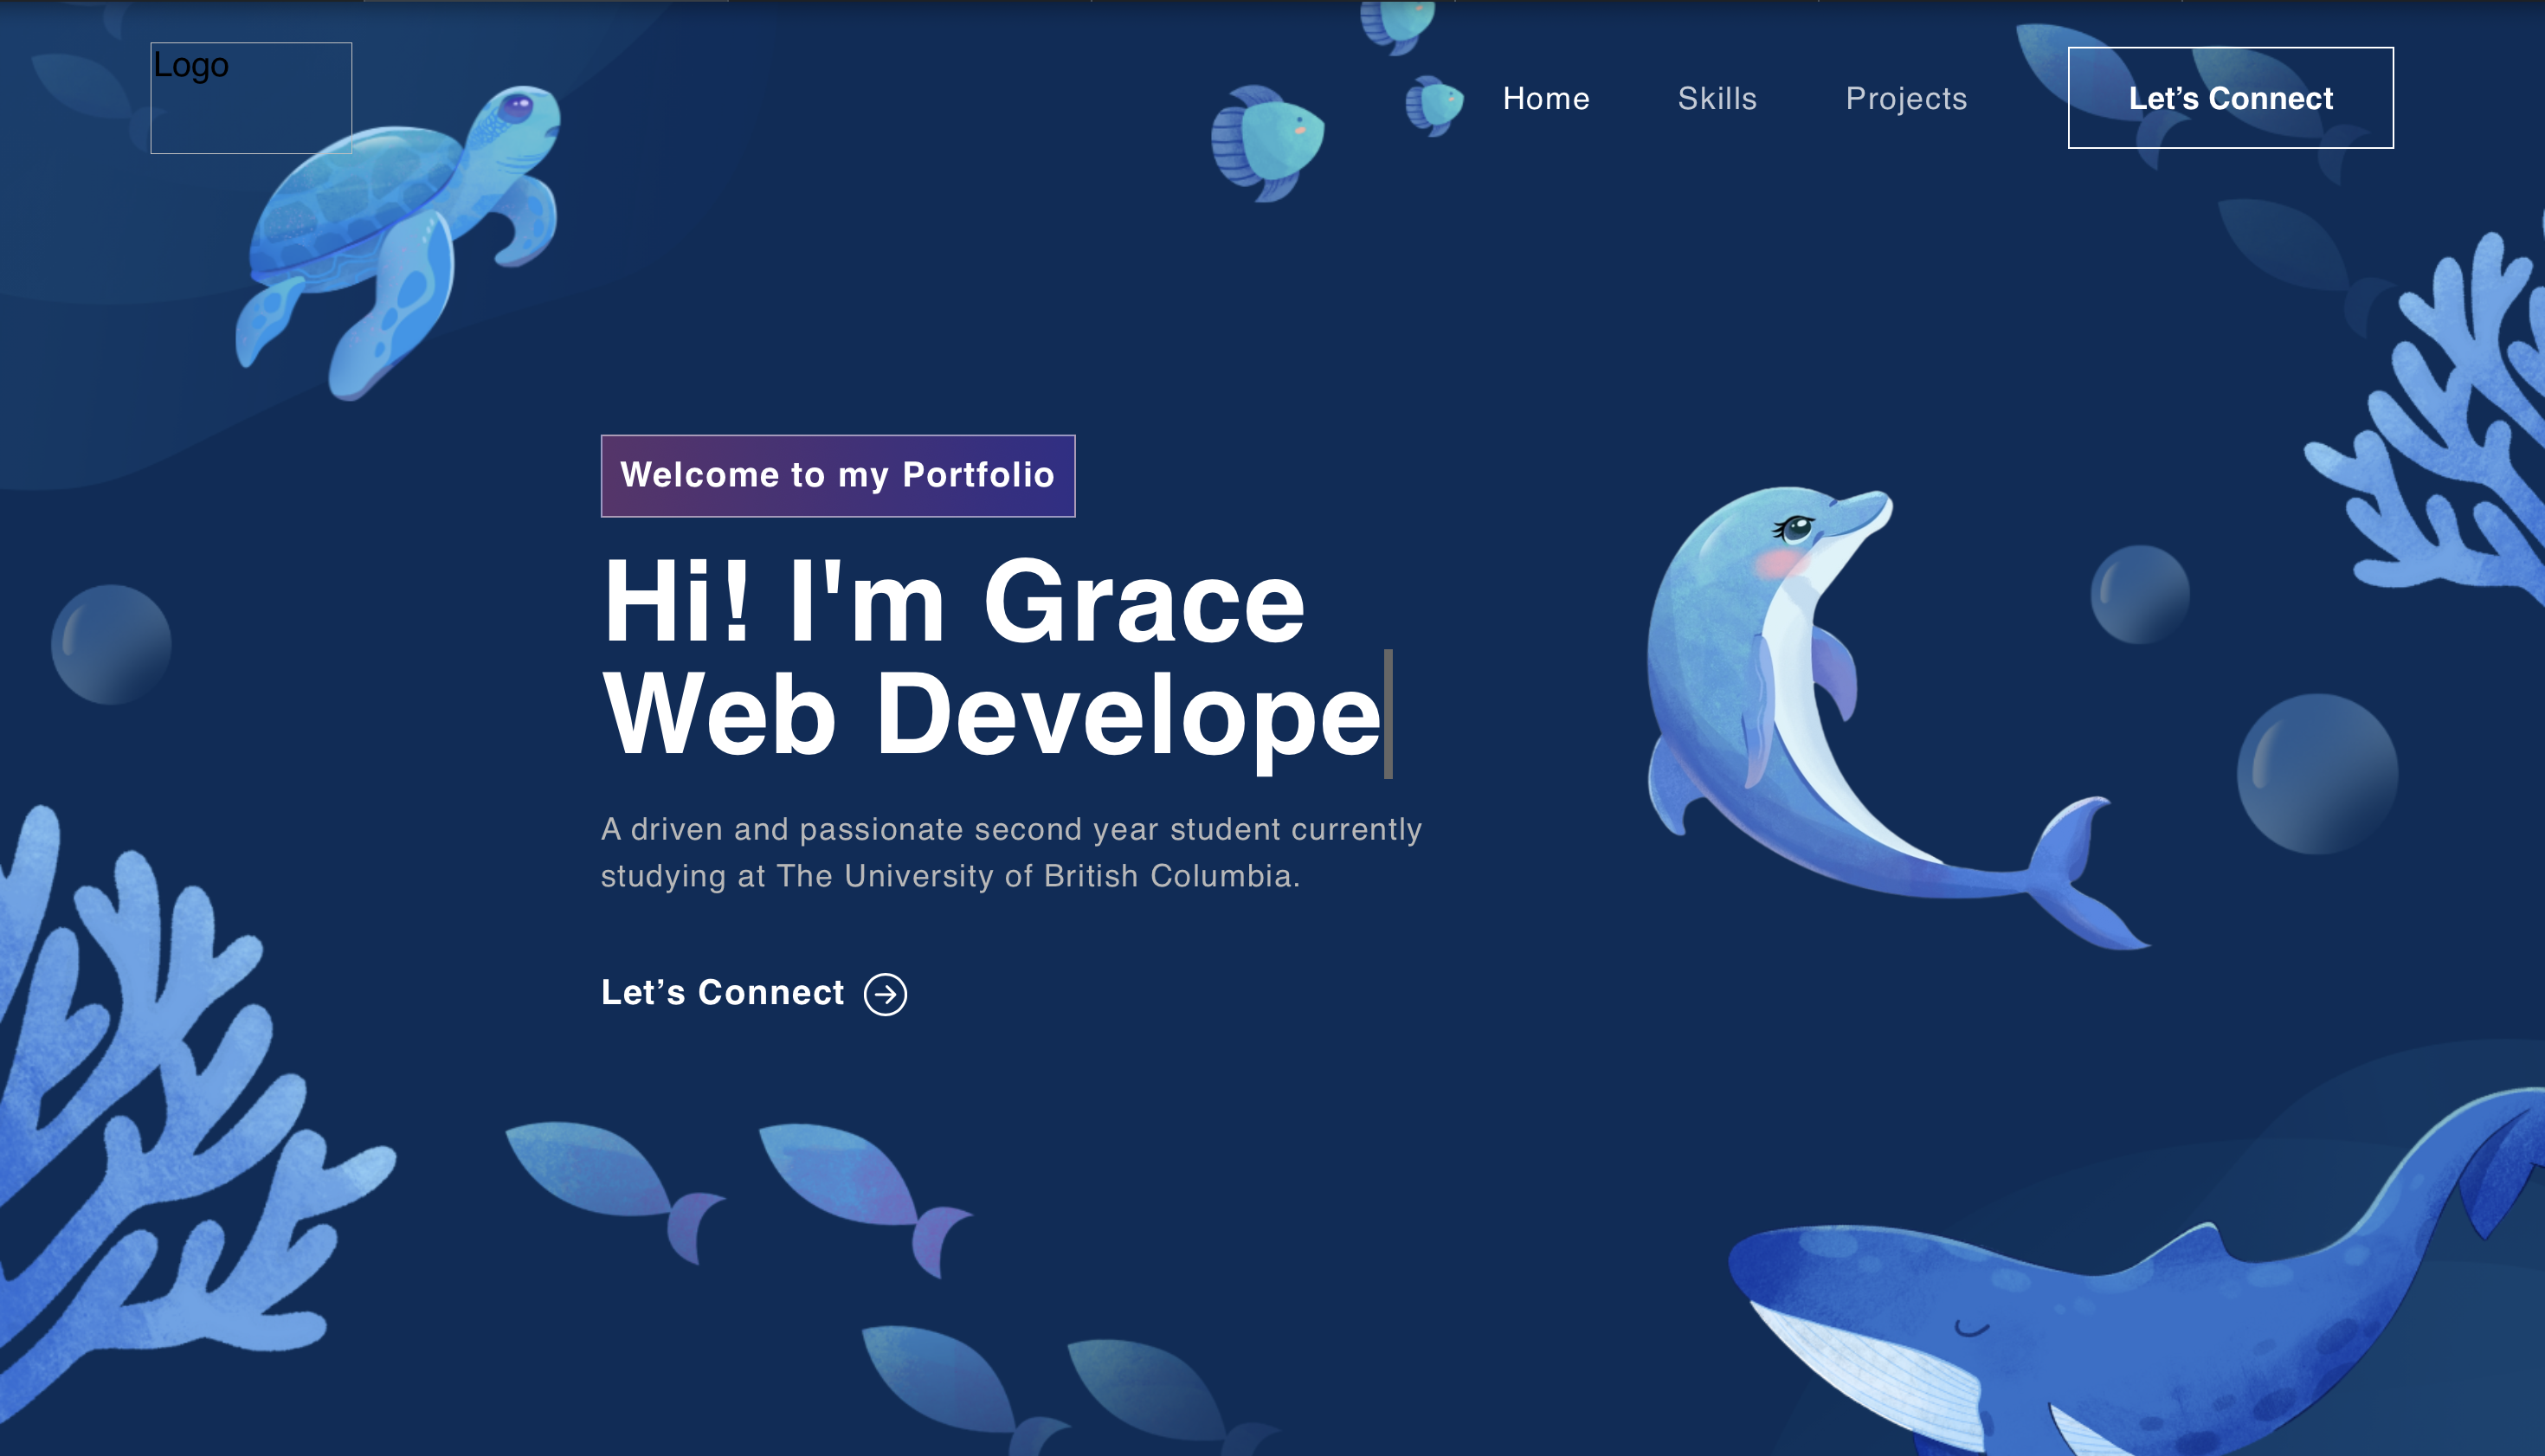 Logo
Home Skills Projects Let’s Connect
Welcome to my Portfolio
Hi! I'm Grace
Web Develope
A driven and passionate second year student currently
studying at The University of British Columbia.
Let’s Connect